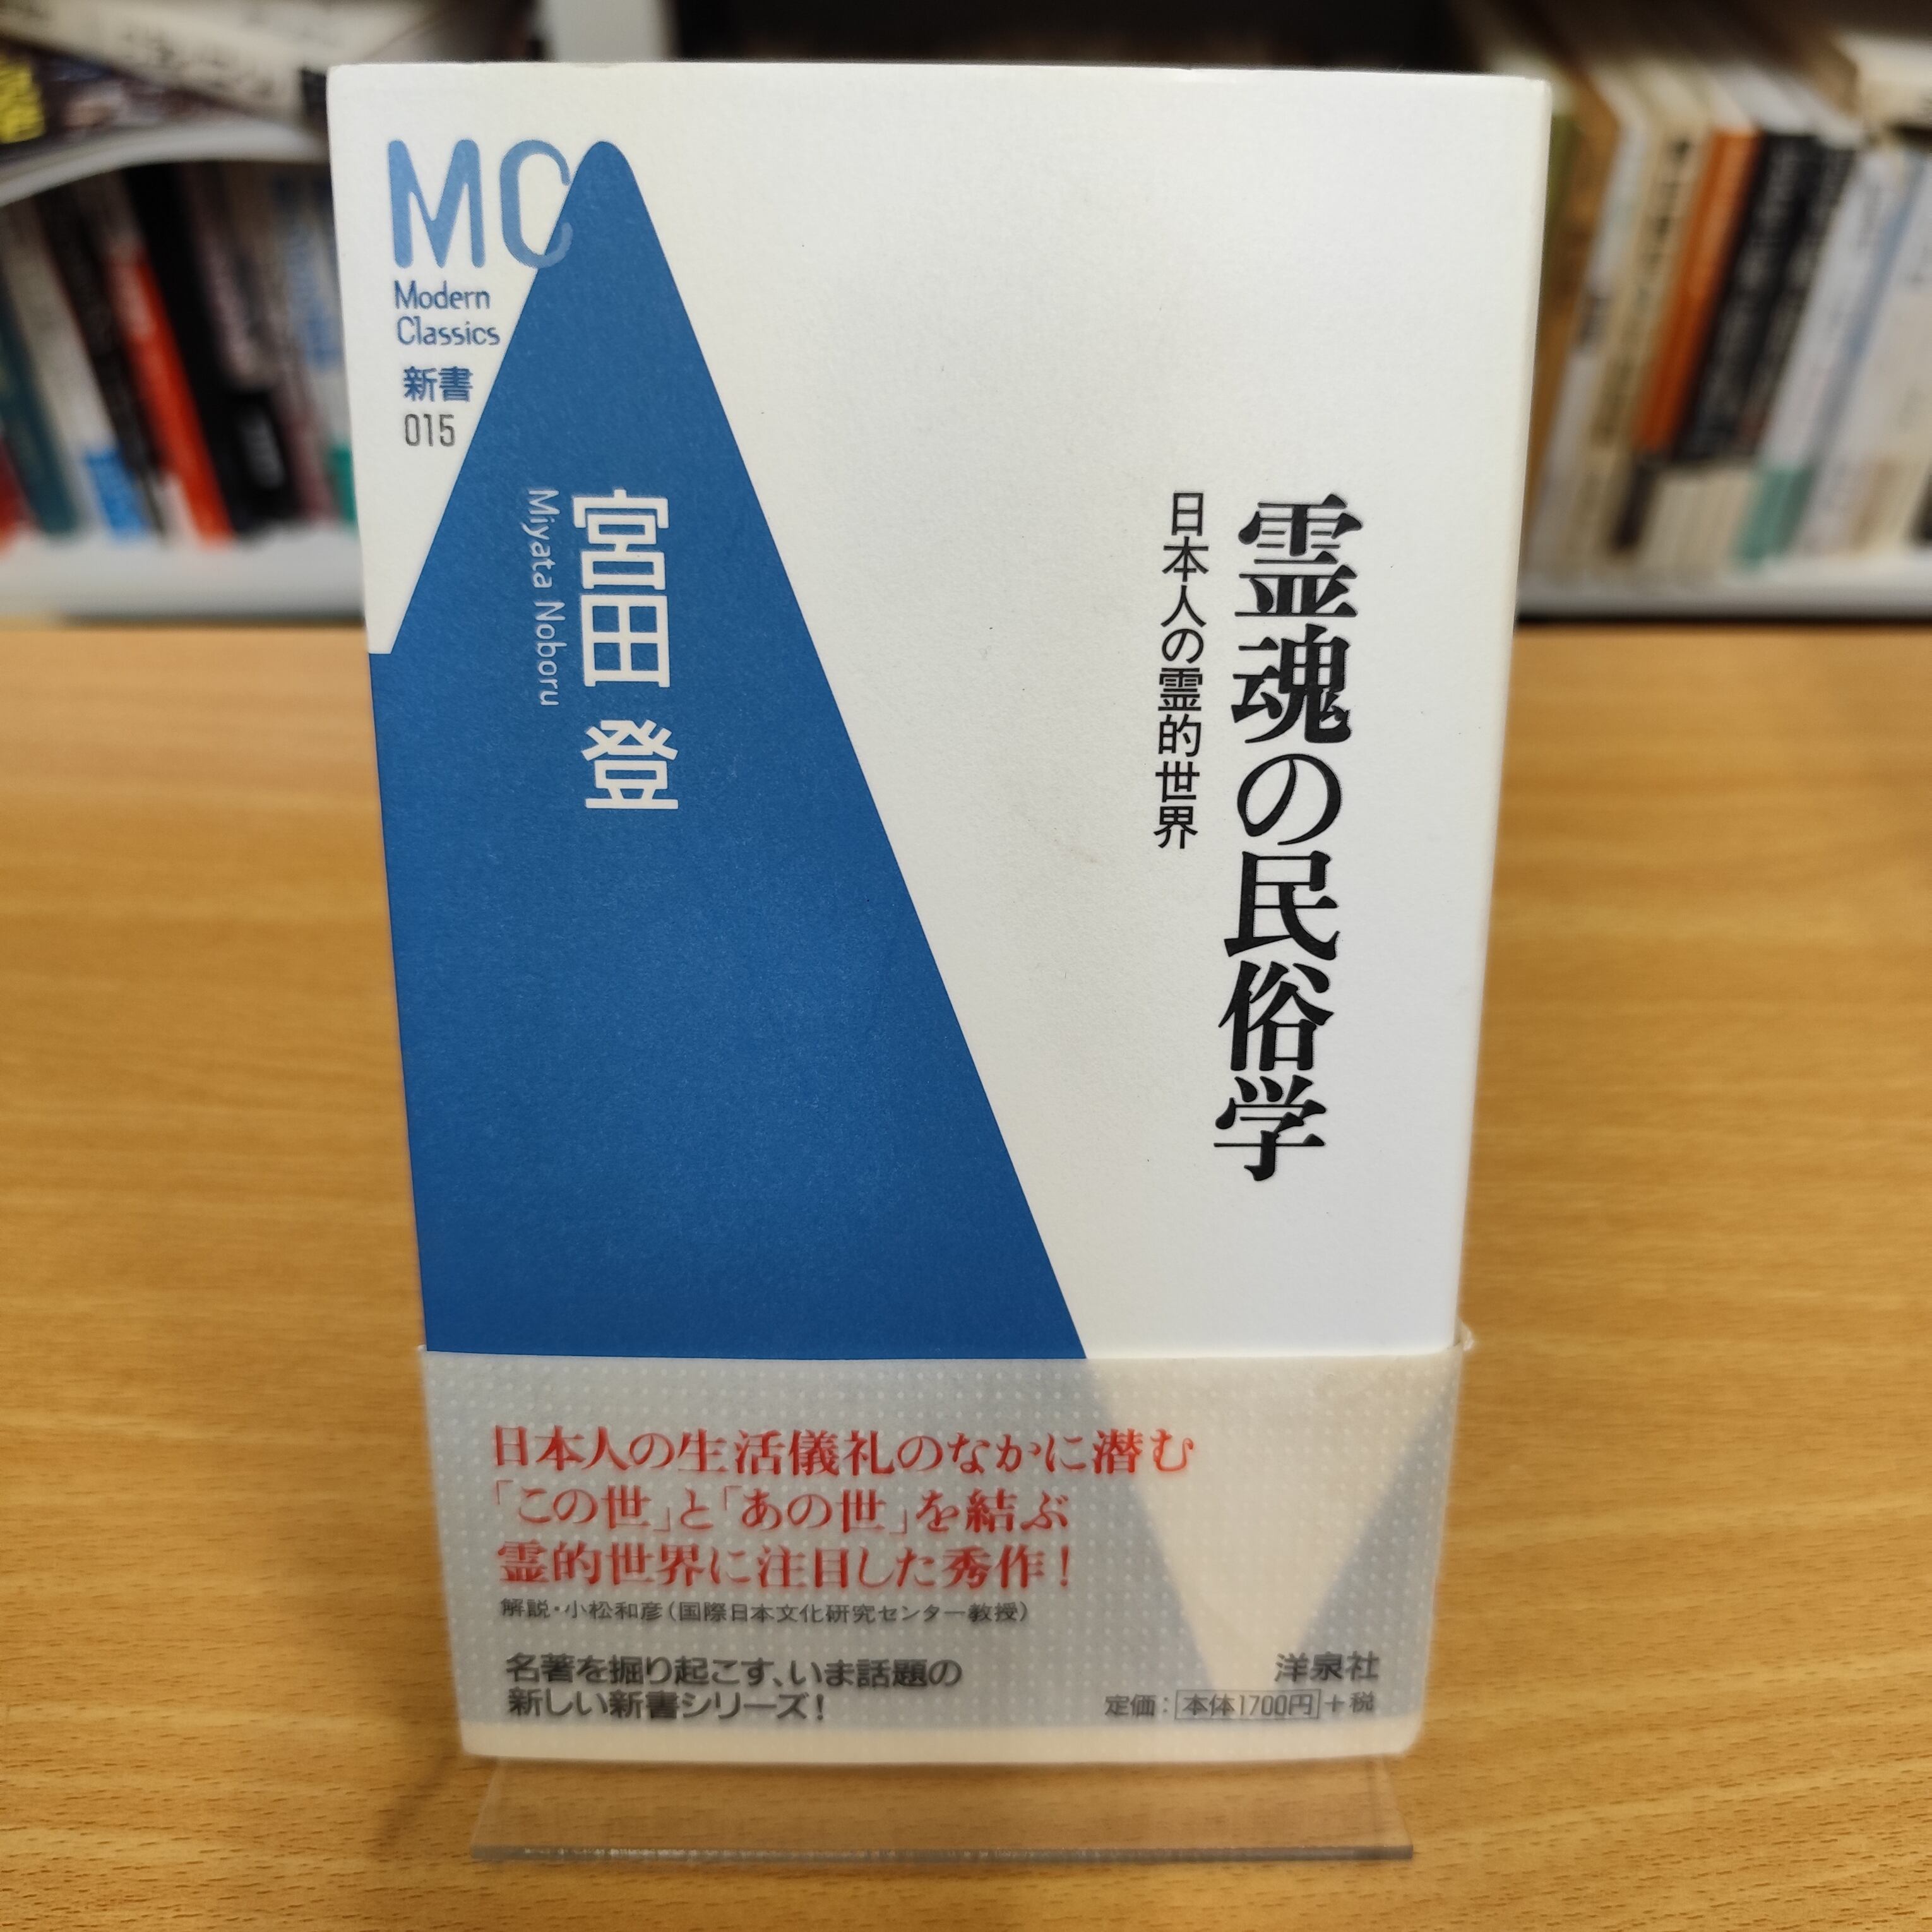 MC
Modern
Classics
新書
015
霊魂の民俗学
日本人の霊的世界
宮田 登
Miyata Noboru
日本人の生活儀礼のなかに潜む
「この世」と「あの世」を結ぶ
霊的世界に注目した秀作!
解説・小松和彦(国際日本文化研究センター教授)
名著を掘り起こす、いま話題の
新しい新書シリーズ!
洋泉社
定価:本体1700円+税